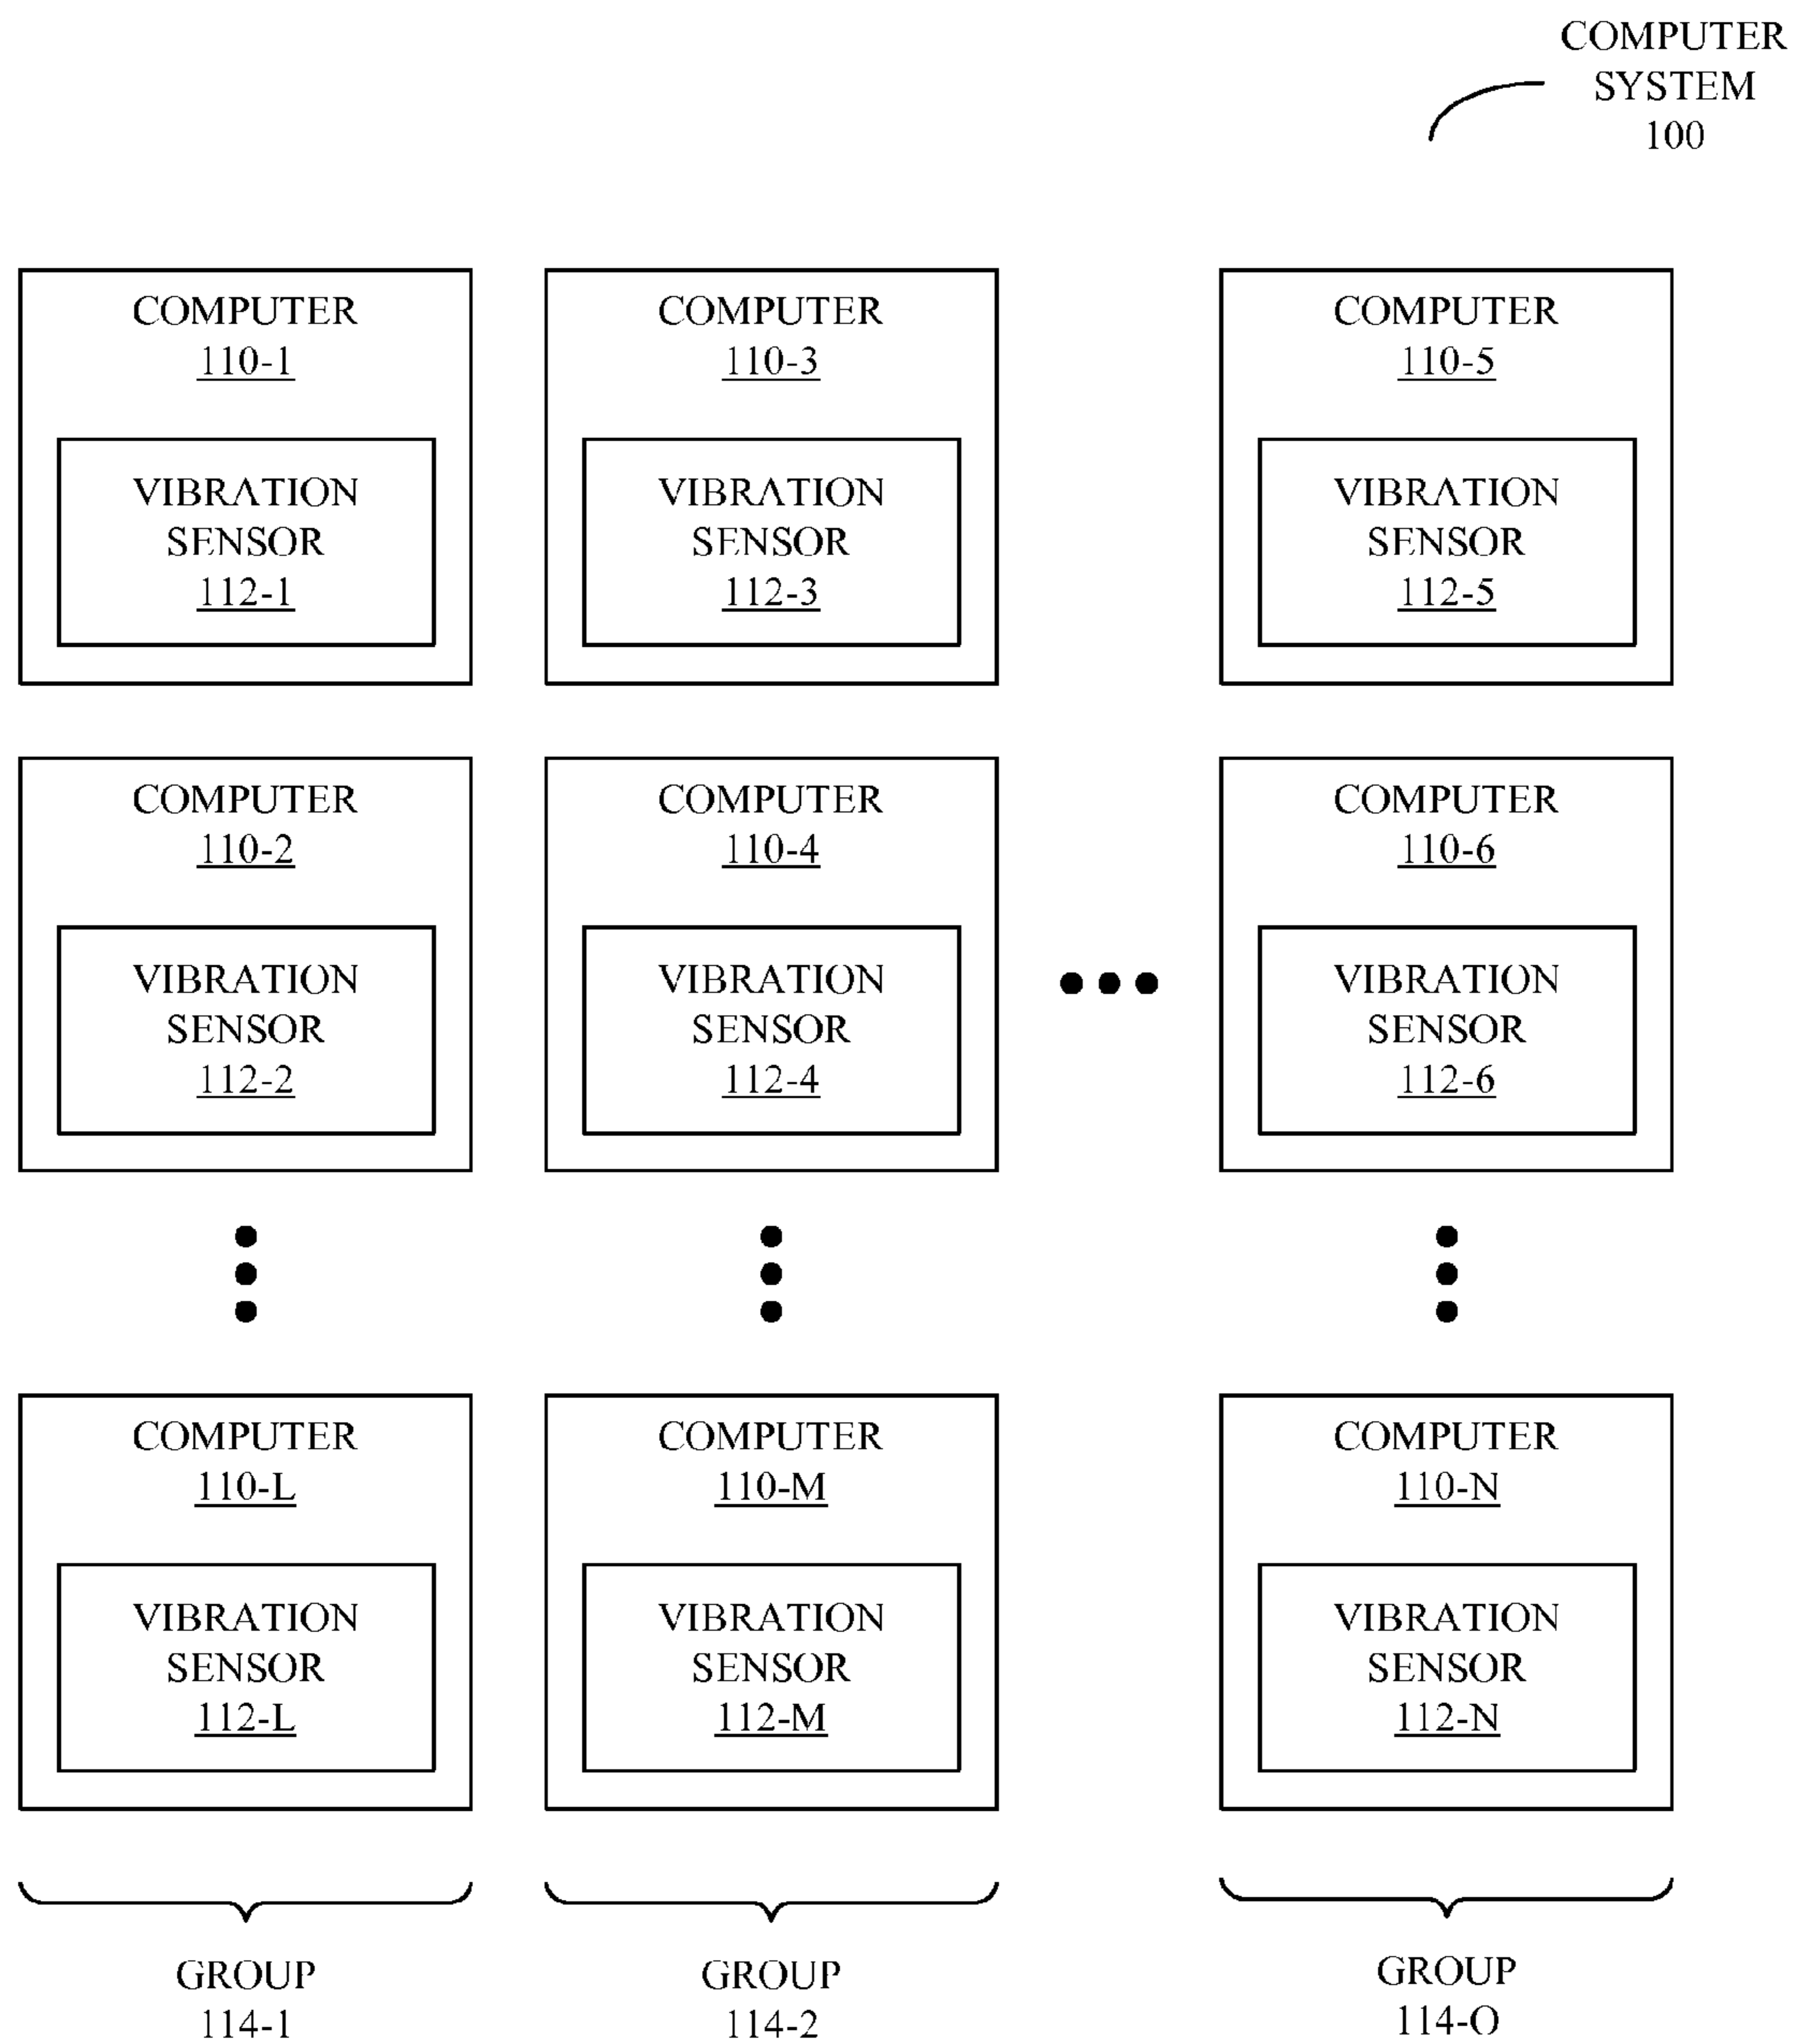 COMPUTER
SYSTEM
100
COMPUTER
110-1
VIBRATION
SENSOR
112-1
COMPUTER
110-3
VIBRATION
SENSOR
112-3
COMPUTER
110-5
VIBRATION
SENSOR
112-5
COMPUTER
110-2
VIBRATION
SENSOR
112-2
COMPUTER
110-4
VIBRATION
SENSOR
112-4
COMPUTER
110-6
VIBRATION
SENSOR
112-6
COMPUTER
110-L
VIBRATION
SENSOR
112-L
COMPUTER
110-M
VIBRATION
SENSOR
112-M
COMPUTER
110-N
VIBRATION
SENSOR
112-N
GROUP
114-1
GROUP
114-2
GROUP
114-O